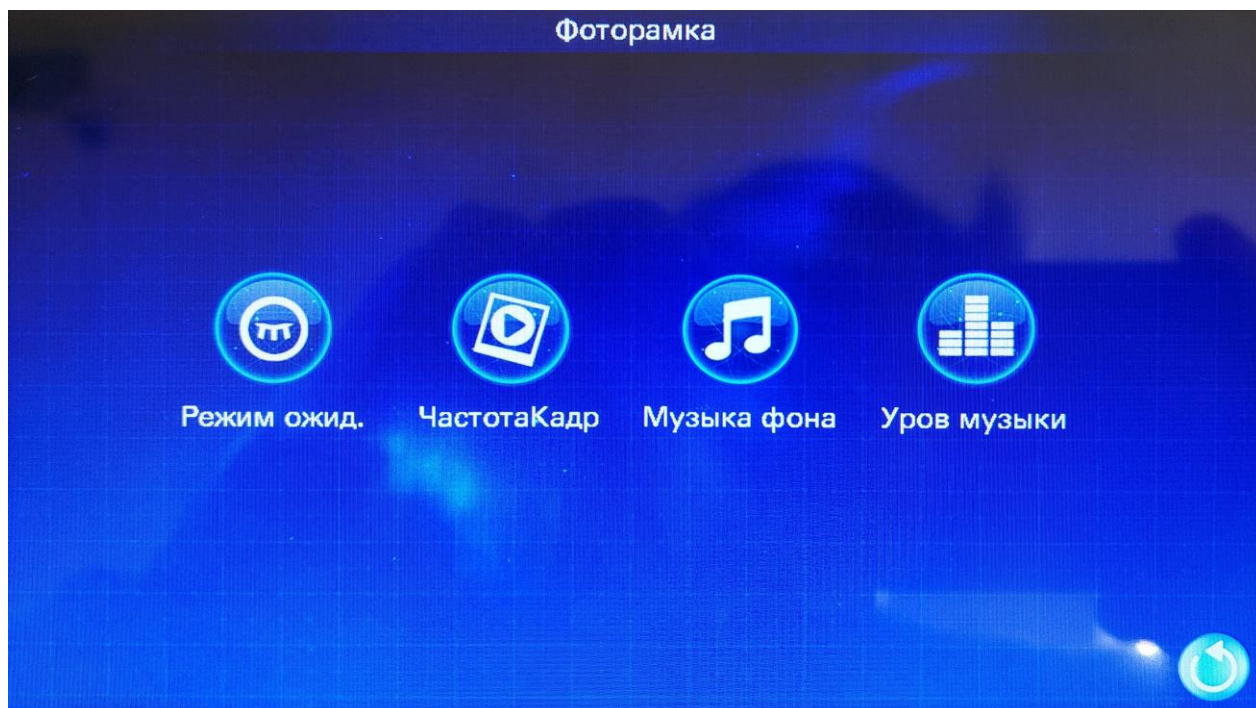 Фоторамка
Режим ожид.
ЧастотаКадр
Музыка фона
Уров музыки